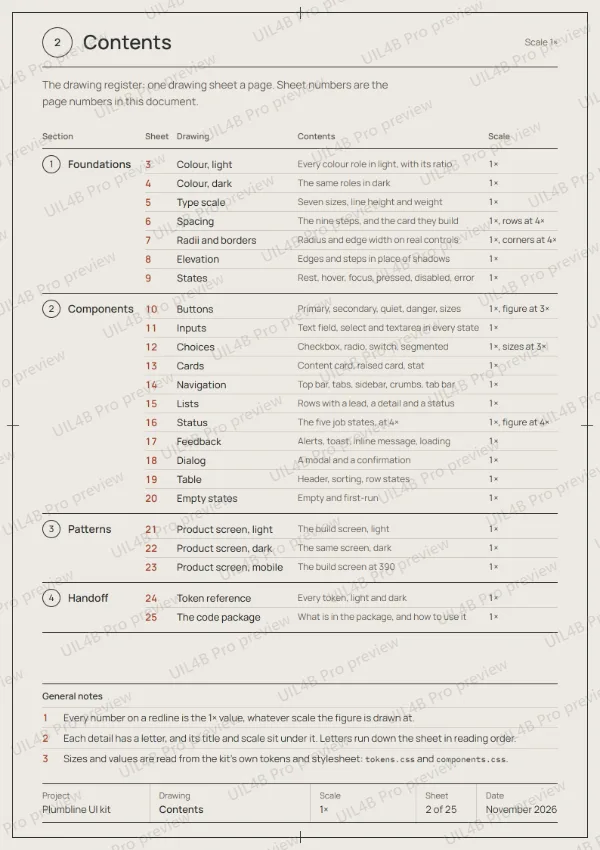 2 Contents Scale 1×
The drawing register: one drawing sheet a page. Sheet numbers are the
page numbers in this document.
Section Sheet Drawing Contents Scale
1 Foundations 3 Colour, light Every colour role in light, with its ratio 1×
4 Colour, dark The same roles in dark 1×
5 Type scale Seven sizes, line height and weight 1×
6 Spacing The nine steps, and the card they build 1×, rows at 4×
7 Radii and borders Radius and edge width on real controls 1×, corners at 4×
8 Elevation Edges and steps in place of shadows 1×
9 States Rest, hover, focus, pressed, disabled, error 1×
2 Components 10 Buttons Primary, secondary, quiet, danger, sizes 1×, figure at 3×
11 Inputs Text field, select and textarea in every state 1×
12 Choices Checkbox, radio, switch, segmented 1×, sizes at 3×
13 Cards Content card, raised card, stat 1×
14 Navigation Top bar, tabs, sidebar, crumbs, tab bar 1×
15 Lists Rows with a lead, a detail and a status 1×
16 Status The five job states, at 4× 1×, figure at 4×
17 Feedback Alerts, toast, inline message, loading 1×
18 Dialog A modal and a confirmation 1×
19 Table Header, sorting, row states 1×
20 Empty states Empty and first-run 1×
3 Patterns 21 Product screen, light The build screen, light 1×
22 Product screen, dark The same screen, dark 1×
23 Product screen, mobile The build screen at 390 1×
4 Handoff 24 Token reference Every token, light and dark 1×
25 The code package What is in the package, and how to use it 1×
General notes
1 Every number on a redline is the 1× value, whatever scale the figure is drawn at.
2 Each detail has a letter, and its title and scale sit under it. Letters run down the sheet in reading order.
3 Sizes and values are read from the kit's own tokens and stylesheet: tokens.css and components.css.
Project Drawing Scale Sheet Date
Plumbline UI kit Contents 1× 2 of 25 November 2026
UIL4B Pro preview